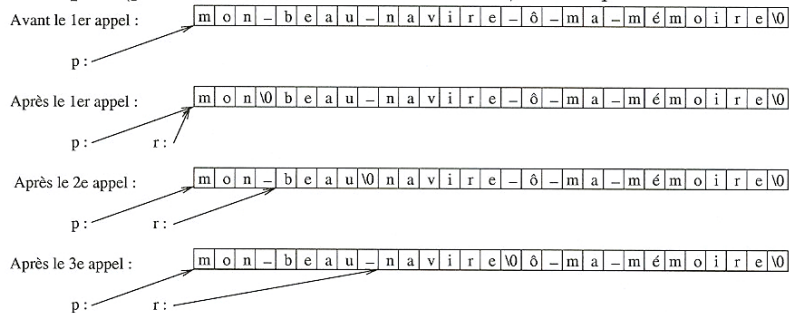 Avant le 1er appel : m o n _ b e a u _ n a v i r e _ ô _ m a _ m é m o i r e \0
p :
Après le 1er appel : m o n \0 b e a u _ n a v i r e _ ô _ m a _ m é m o i r e \0
p : r :
Après le 2e appel : m o n _ b e a u \0 n a v i r e _ ô _ m a _ m é m o i r e \0
p : r :
Après le 3e appel : m o n _ b e a u _ n a v i r e \0 ô _ m a _ m é m o i r e \0
p : r :